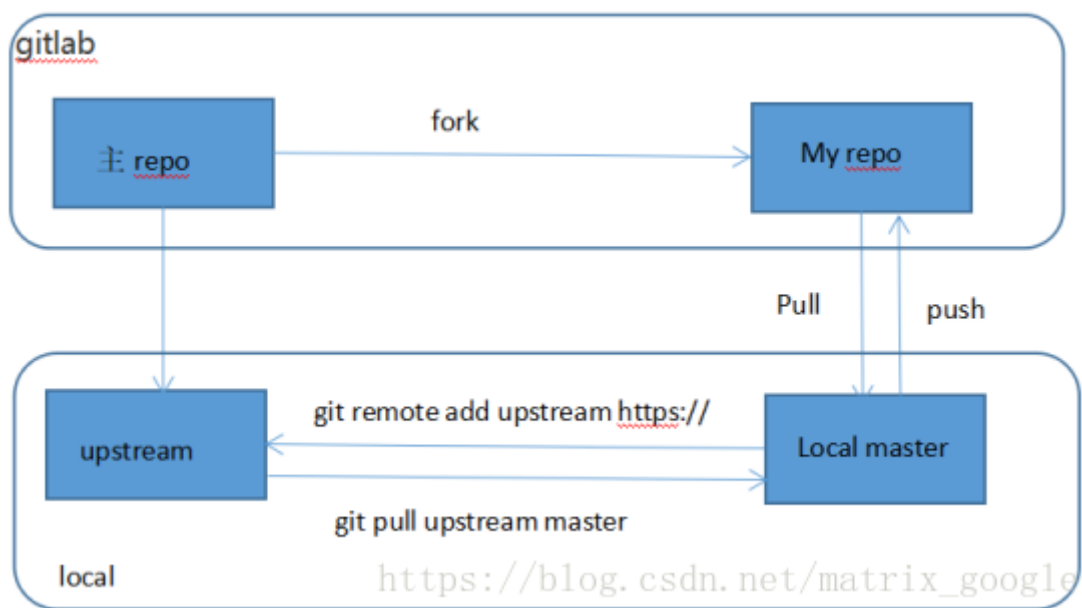 gitlab
fork
主 repo
My repo
Pull
push
git remote add upstream https://
upstream
Local master
git pull upstream master
local
https://blog.csdn.net/matrix_google